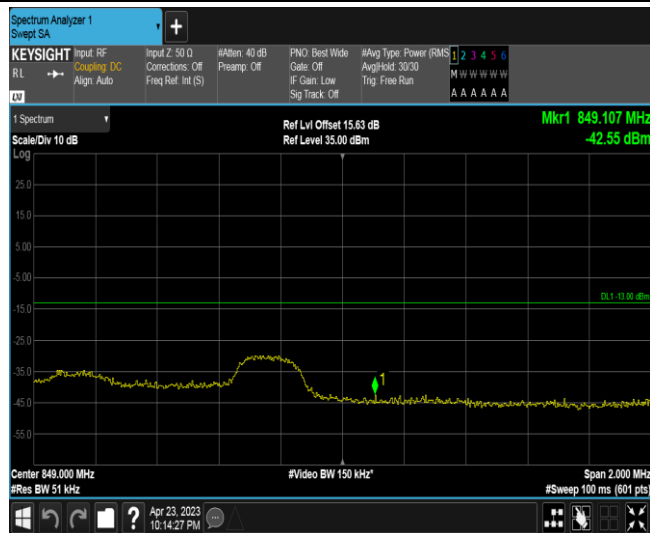 Spectrum Analyzer 1
Swept SA
+
KEYSIGHT
RL
LXI
Input: RF
Coupling: DC
Align: Auto
Input Z: 50 Ω
Corrections: Off
Freq Ref: Int (S)
#Atten: 40 dB
Preamp: Off
PNO: Best Wide
Gate: Off
IF Gain: Low
Sig Track: Off
#Avg Type: Power (RMS
Avg|Hold: 30/30
Trig: Free Run
1 2 3 4 5 6
M W W W W W
A A A A A A
1 Spectrum
Scale/Div 10 dB
Ref Lvl Offset 15.63 dB
Ref Level 35.00 dBm
Mkr1 849.107 MHz
-42.55 dBm
Log
25.0
15.0
5.00
-5.00
DL1 -13.00 dBm
-15.0
-25.0
-35.0
1
-45.0
-55.0
Center 849.000 MHz
#Res BW 51 kHz
#Video BW 150 kHz*
Span 2.000 MHz
#Sweep 100 ms (601 pts)
?
Apr 23, 2023
10:14:27 PM